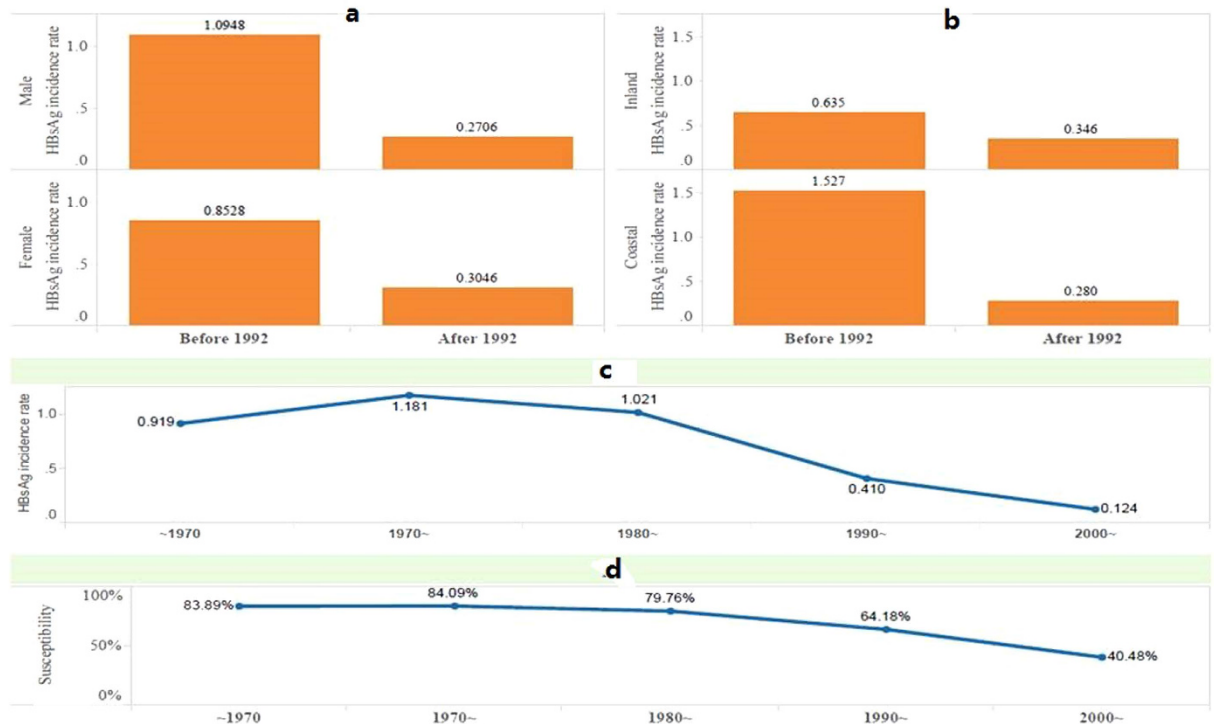 a
Male
HBsAg incidence rate
1.0
.5
.0
1.0948
0.2706
Female
HBsAg incidence rate
1.0
.5
.0
0.8528
0.3046
Before 1992
After 1992
b
Inland
HBsAg incidence rate
1.5
1.0
.5
.0
0.635
0.346
Coastal
HBsAg incidence rate
1.5
1.0
.5
.0
1.527
0.280
Before 1992
After 1992
c
HBsAg incidence rate
1.0
.5
.0
0.919
1.181
1.021
0.410
0.124
~1970
1970~
1980~
1990~
2000~
d
Susceptibility
100%
50%
0%
83.89%
84.09%
79.76%
64.18%
40.48%
~1970
1970~
1980~
1990~
2000~